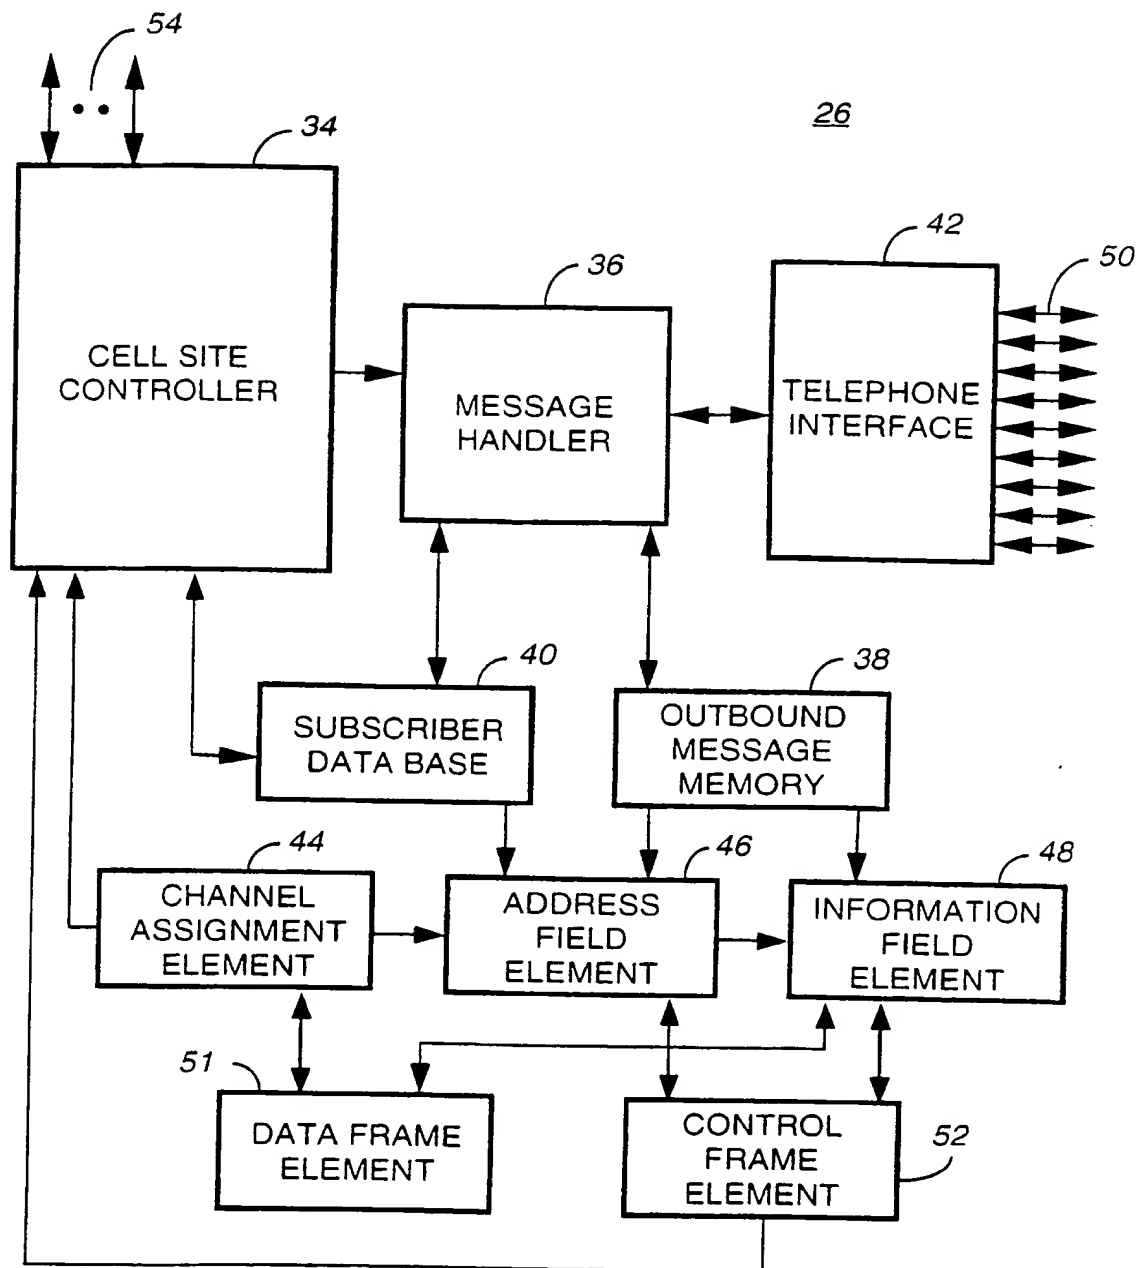 54
34
26
42
50
36
CELL SITE
CONTROLLER
MESSAGE
HANDLER
TELEPHONE
INTERFACE
40
38
SUBSCRIBER
DATA BASE
OUTBOUND
MESSAGE
MEMORY
44
46
48
CHANNEL
ASSIGNMENT
ELEMENT
ADDRESS
FIELD
ELEMENT
INFORMATION
FIELD
ELEMENT
51
DATA FRAME
ELEMENT
CONTROL
FRAME
ELEMENT
52